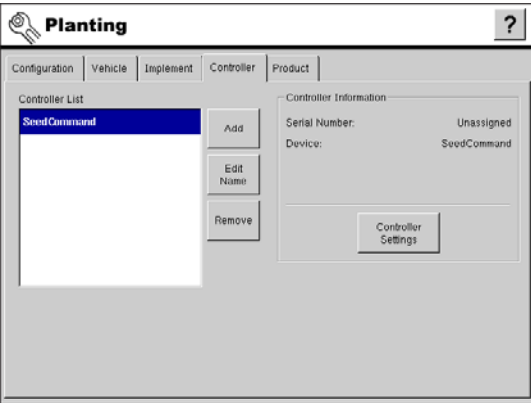 Planting
?
Configuration
Vehicle
Implement
Controller
Product
Controller List
SeedCommand
Add
Edit
Name
Remove
Controller Information
Serial Number: Unassigned
Device: SeedCommand
Controller
Settings